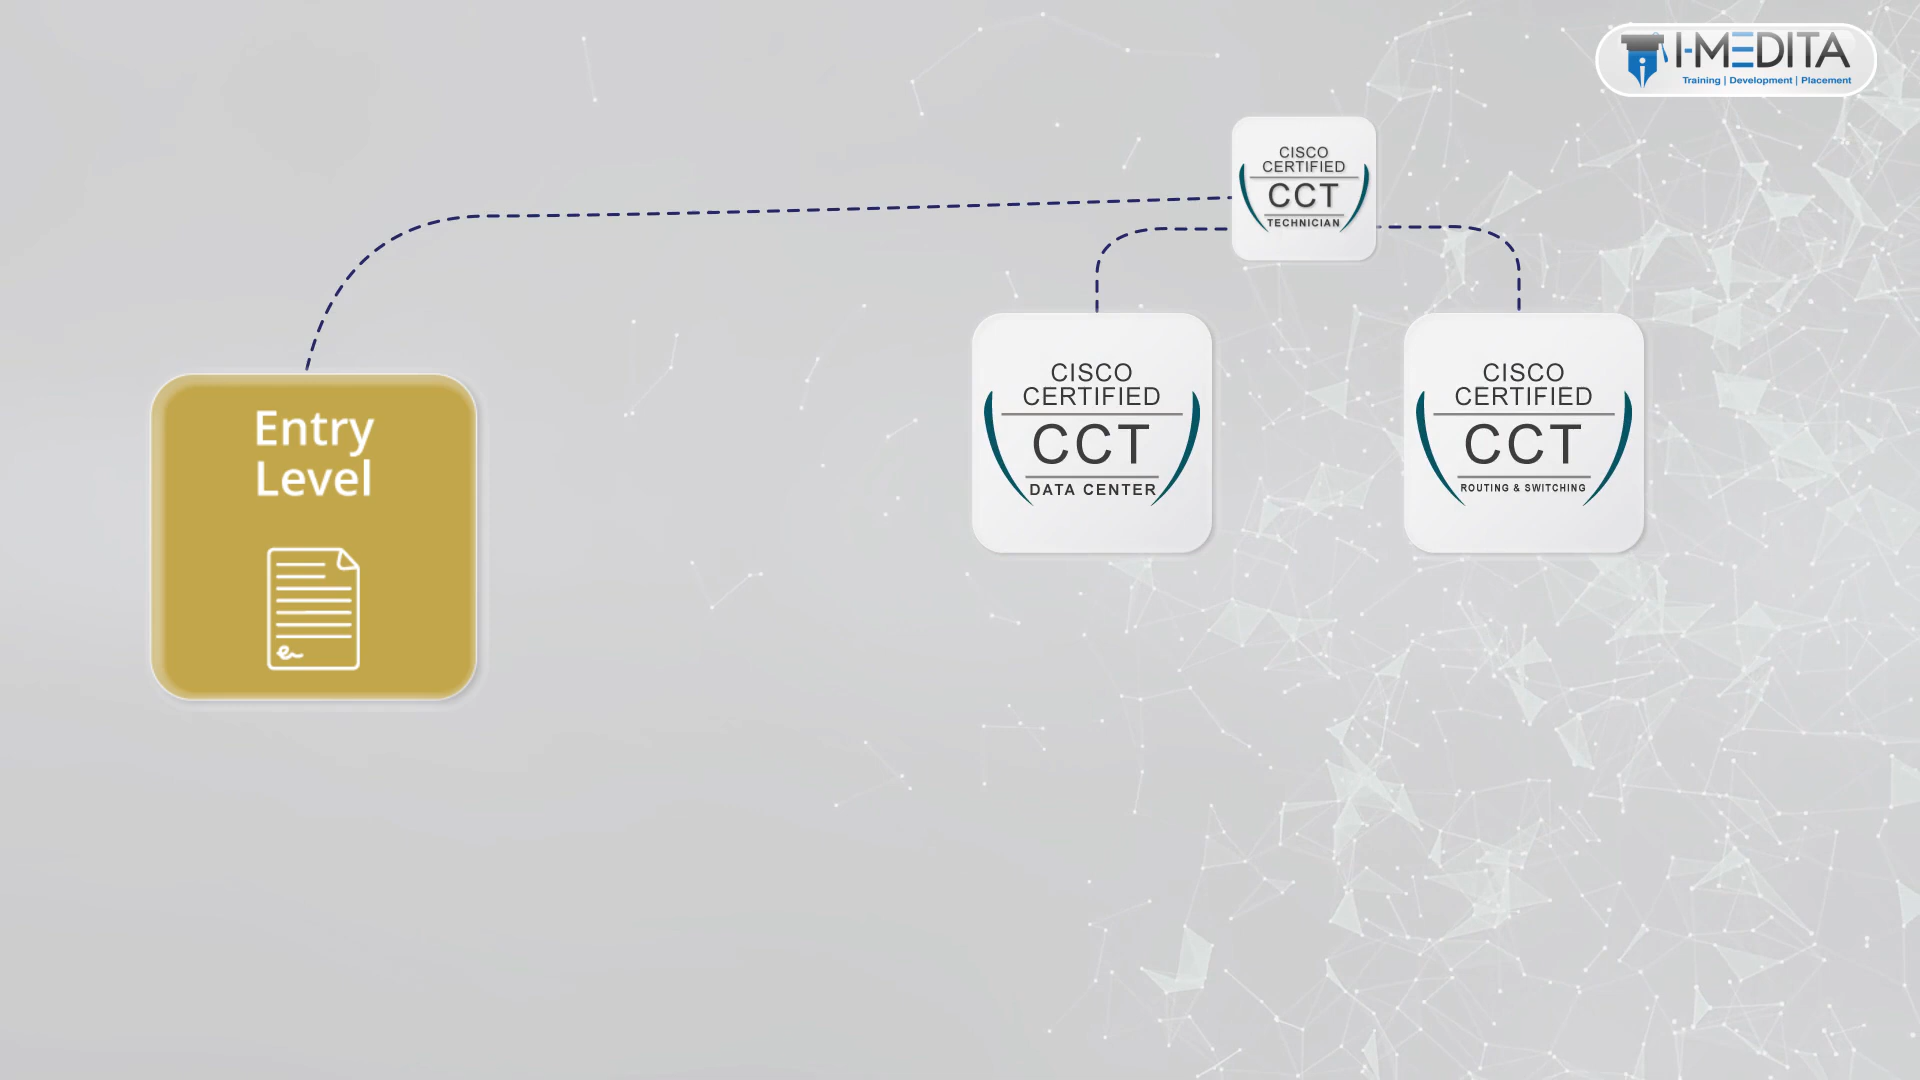 I-MEDITA
Training | Development | Placement
CISCO
CERTIFIED
CCT
TECHNICIAN
Entry
Level
CISCO
CERTIFIED
CCT
DATA CENTER
CISCO
CERTIFIED
CCT
ROUTING & SWITCHING